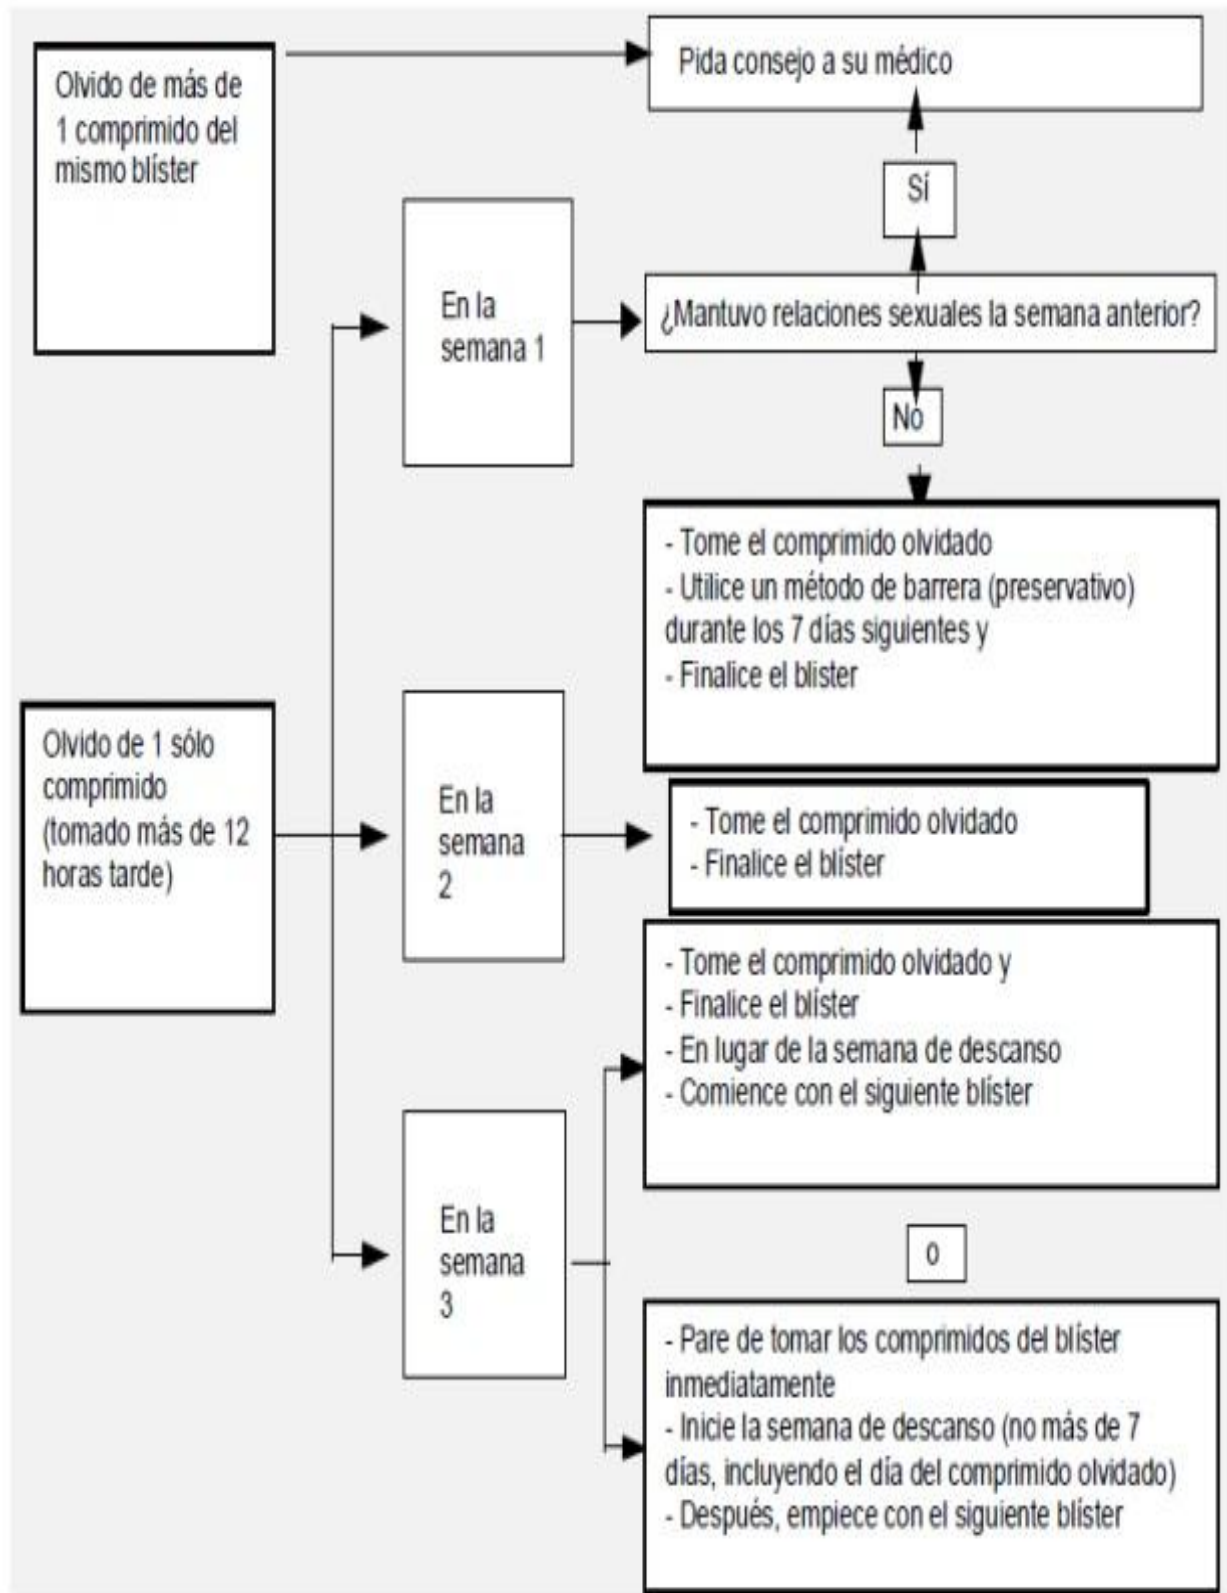 Olvido de más de
1 comprimido del
mismo blíster
Pida consejo a su médico
Sí
En la
semana 1
¿Mantuvo relaciones sexuales la semana anterior?
No
- Tome el comprimido olvidado
- Utilice un método de barrera (preservativo)
durante los 7 días siguientes y
- Finalice el blister
Olvido de 1 sólo
comprimido
(tomado más de 12
horas tarde)
En la
semana
2
- Tome el comprimido olvidado
- Finalice el blíster
- Tome el comprimido olvidado y
- Finalice el blíster
- En lugar de la semana de descanso
- Comience con el siguiente blíster
En la
semana
3
o
- Pare de tomar los comprimidos del blíster
inmediatamente
- Inicie la semana de descanso (no más de 7
días, incluyendo el día del comprimido olvidado)
- Después, empiece con el siguiente blíster